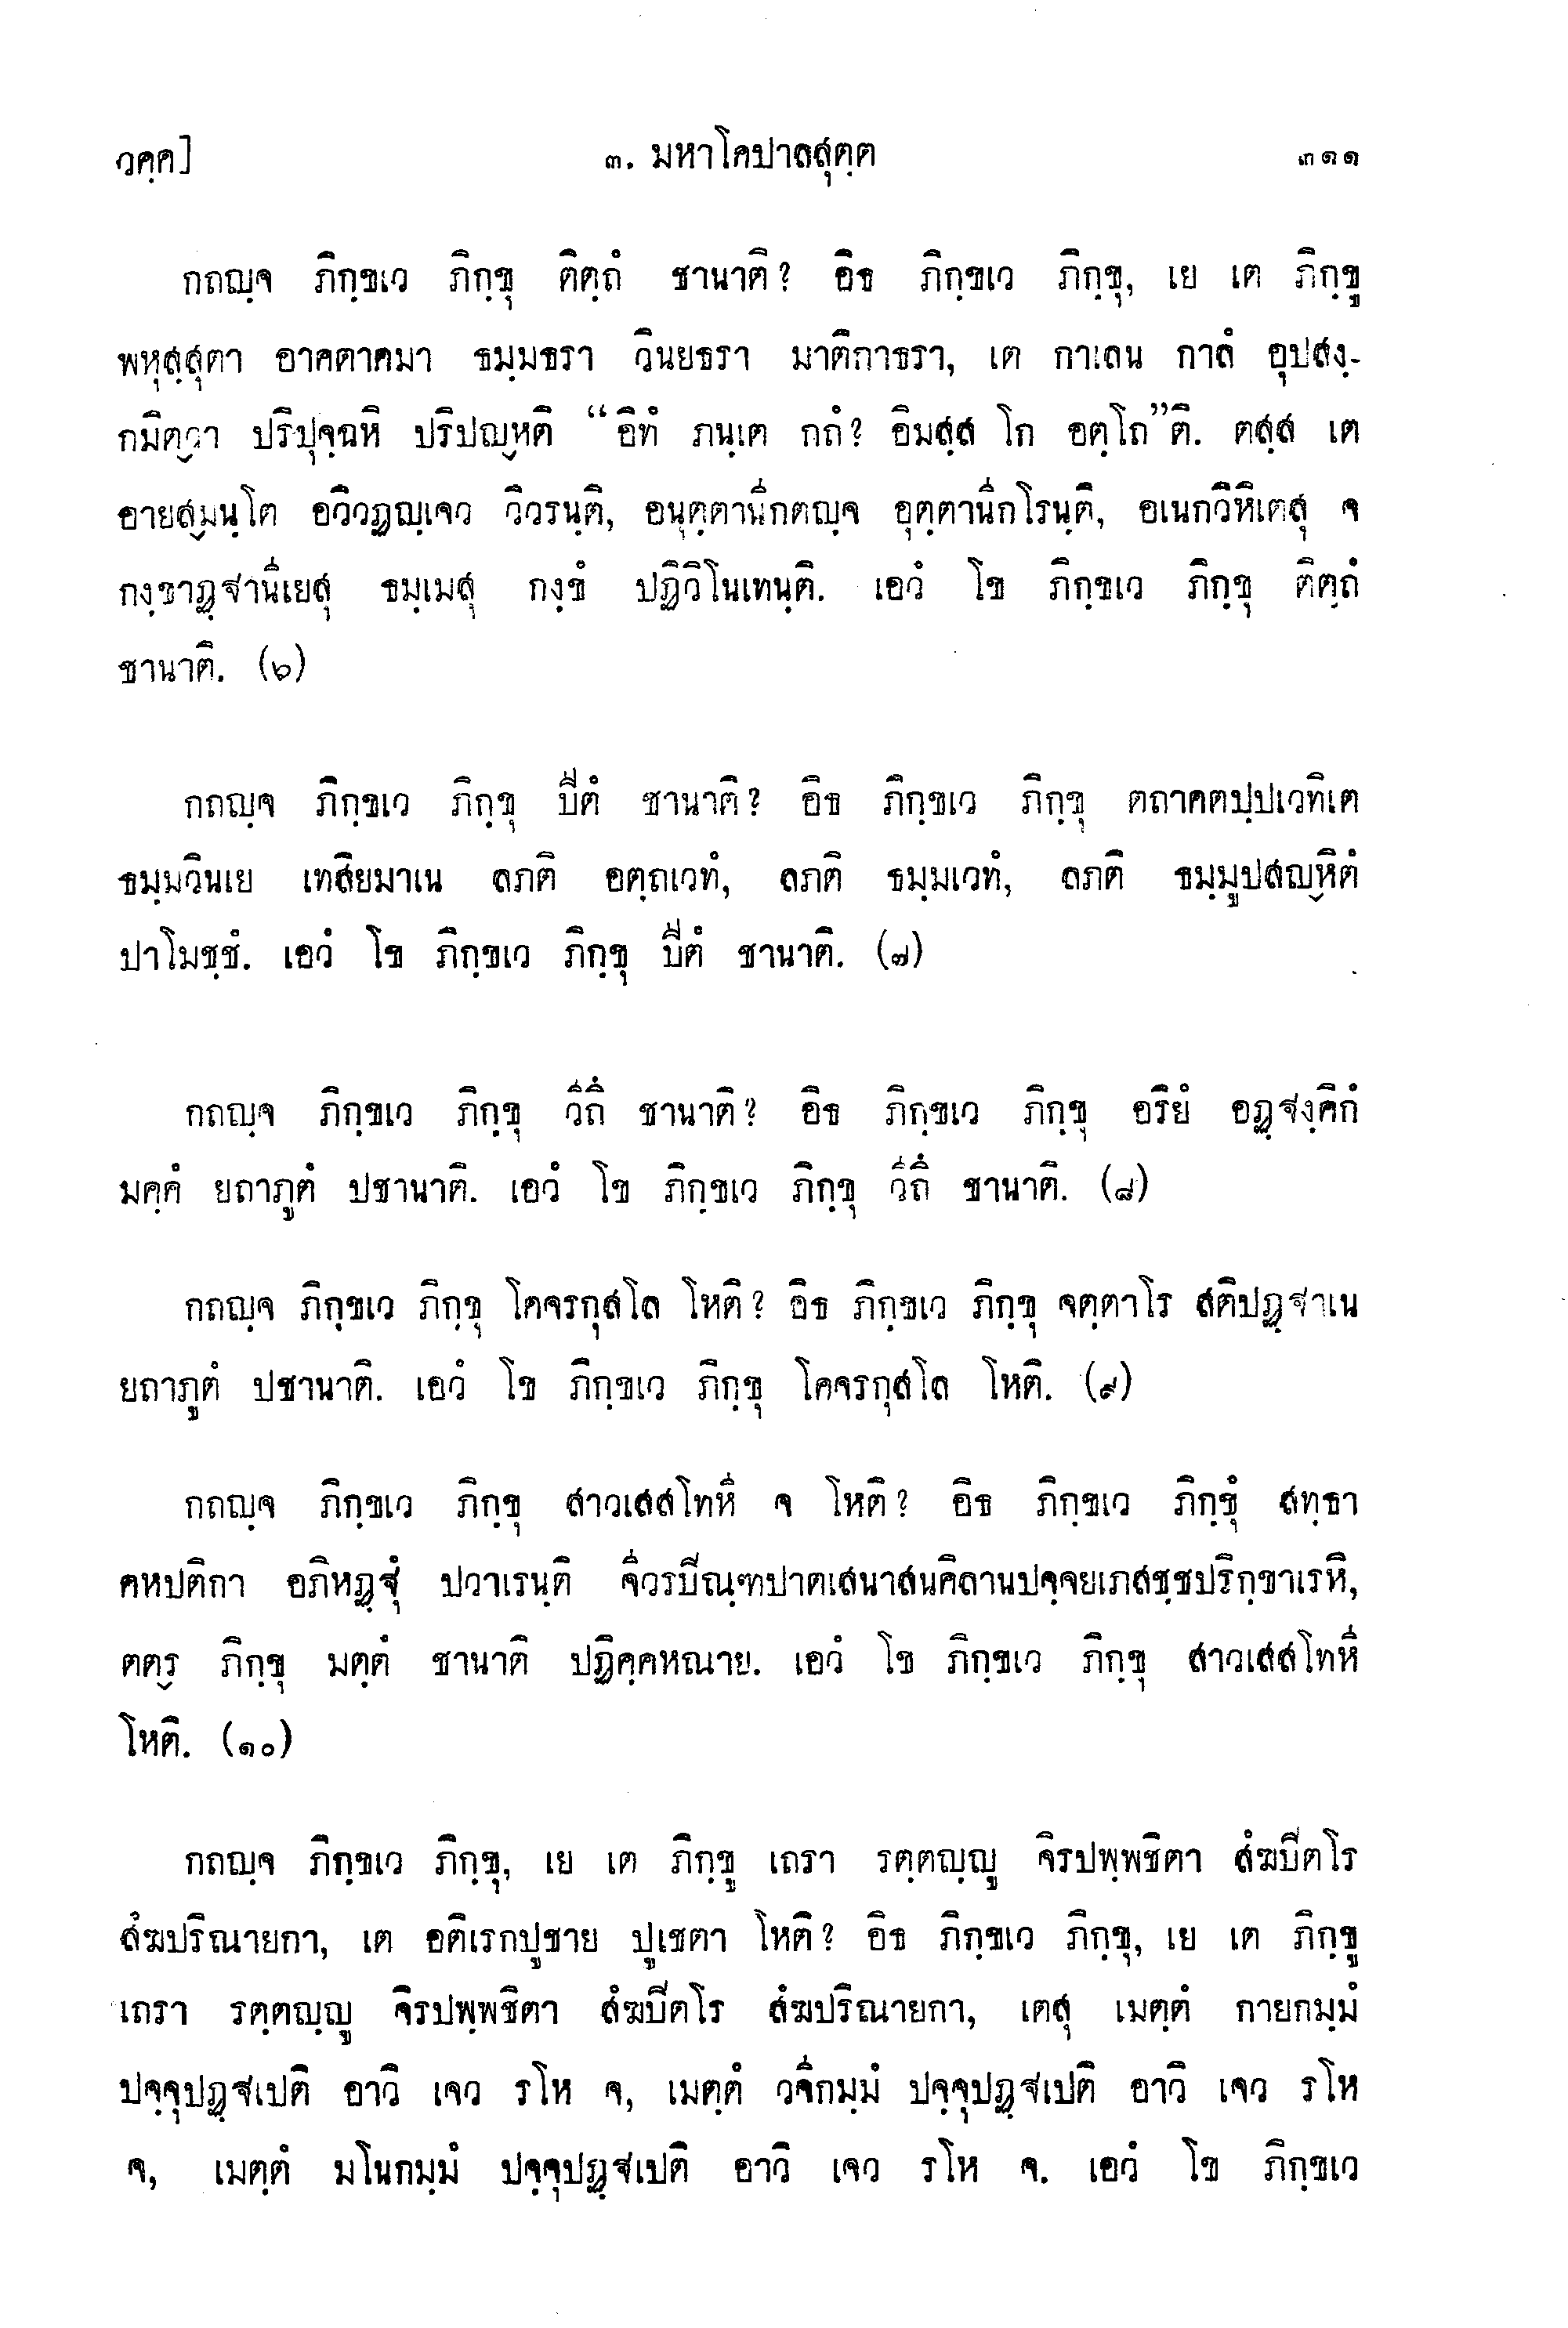 วคฺค]
๓. มหาโคปาลสุตฺต
๓๑๑
กถญฺจ ภิกฺขเว ภิกฺขุ ติตฺถํ ชานาติ? อิธ ภิกฺขเว ภิกฺขุ, เย เต ภิกฺขู
พหุสฺสุตา อาคตาคมา ธมฺมธรา วินยธรา มาติกาธรา, เต กาเลน กาลํ อุปสงฺ-
กมิตฺวา ปริปุจฺฉหิ ปริปญฺหติ “อิทํ ภนฺเต กถํ? อิมสฺส โก อตฺโถ”ติ. ตสฺส เต
อายสฺมนฺโต อวิวฏญฺเจว วิวรนฺติ, อนุตฺตานีกตญฺจ อุตฺตานีกโรนฺติ, อเนกวิหิเตสุ จ
กงฺขาฏฺฐานีเยสุ ธมฺเมสุ กงฺขํ ปฏิวิโนเทนฺติ. เอวํ โข ภิกฺขเว ภิกฺขุ ติตฺถํ
ชานาติ. (๖)
กถญฺจ ภิกฺขเว ภิกฺขุ ปีตํ ชานาติ? อิธ ภิกฺขเว ภิกฺขุ ตถาคตปฺปเวทิเต
ธมฺมวินเย เทสิยมาเน ลภติ อตฺถเวทํ, ลภติ ธมฺมเวทํ, ลภติ ธมฺมูปสญฺหิตํ
ปาโมชฺชํ. เอวํ โข ภิกฺขเว ภิกฺขุ ปีตํ ชานาติ. (๗)
กถญฺจ ภิกฺขเว ภิกฺขุ วีถึ ชานาติ? อิธ ภิกฺขเว ภิกฺขุ อริยํ อฏฺฐงฺคิกํ
มคฺคํ ยถาภูตํ ปชานาติ. เอวํ โข ภิกฺขเว ภิกฺขุ วีถึ ชานาติ. (๘)
กถญฺจ ภิกฺขเว ภิกฺขุ โคจรกุสโล โหติ? อิธ ภิกฺขเว ภิกฺขุ จตฺตาโร สติปฏฺฐาเน
ยถาภูตํ ปชานาติ. เอวํ โข ภิกฺขเว ภิกฺขุ โคจรกุสโล โหติ. (๙)
กถญฺจ ภิกฺขเว ภิกฺขุ สาวเสสโทหี จ โหติ? อิธ ภิกฺขเว ภิกฺขุํ สทฺธา
คหปติกา อภิหฏฺฐุํ ปวาเรนฺติ จีวรปิณฺฑปาตเสนาสนคิลานปจฺจยเภสชฺชปริกฺขาเรหิ,
ตตฺร ภิกฺขุ มตฺตํ ชานาติ ปฏิคฺคหณาย. เอวํ โข ภิกฺขเว ภิกฺขุ สาวเสสโทหี
โหติ. (๑๐)
กถญฺจ ภิกฺขเว ภิกฺขุ, เย เต ภิกฺขู เถรา รตฺตญฺญู จิรปพฺพชิตา สํฆปิตโร
สํฆปริณายกา, เต อติเรกปูชาย ปูเชตา โหติ? อิธ ภิกฺขเว ภิกฺขุ, เย เต ภิกฺขู
เถรา รตฺตญฺญู จิรปพฺพชิตา สํฆปิตโร สํฆปริณายกา, เตสุ เมตฺตํ กายกมฺมํ
ปจฺจุปฏฺฐเปติ อาวิ เจว รโห จ, เมตฺตํ วจีกมฺมํ ปจฺจุปฏฺฐเปติ อาวิ เจว รโห
จ, เมตฺตํ มโนกมฺมํ ปจฺจุปฏฺฐเปติ อาวิ เจว รโห จ. เอวํ โข ภิกฺขเว